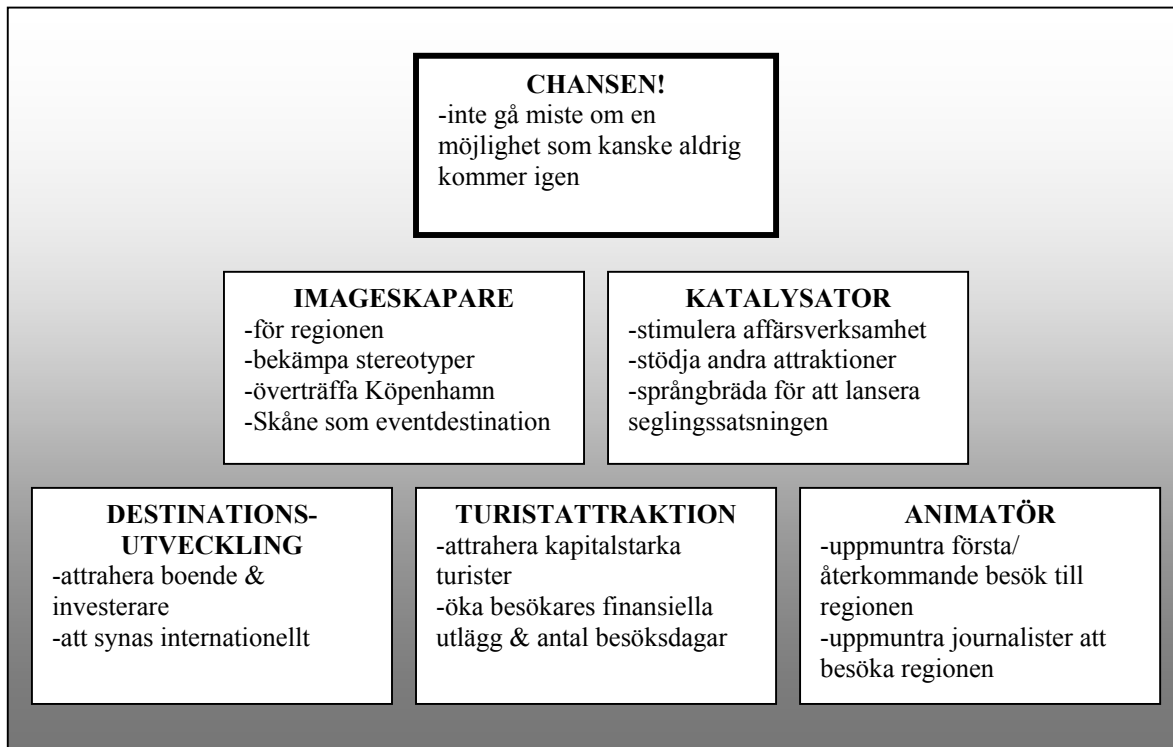 CHANSEN!
-inte gå miste om en
möjlighet som kanske aldrig
kommer igen
IMAGESKAPARE
-för regionen
-bekämpa stereotyper
-överträffa Köpenhamn
-Skåne som eventdestination
KATALYSATOR
-stimulera affärsverksamhet
-stödja andra attraktioner
-språngbräda för att lansera
seglingssatsningen
DESTINATIONS-
UTVECKLING
-attrahera boende &
investerare
-att synas internationellt
TURISTATTRAKTION
-attrahera kapitalstarka
turister
-öka besökares finansiella
utlägg & antal besöksdagar
ANIMATÖR
-uppmuntra första/
återkommande besök till
regionen
-uppmuntra journalister att
besöka regionen